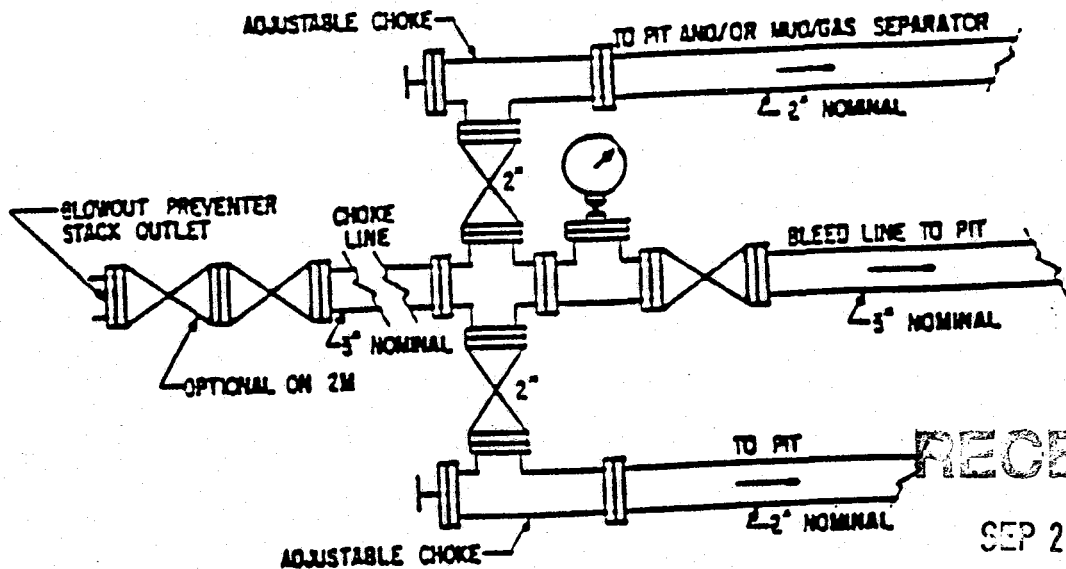 ADJUSTABLE CHOKE
TO PIT AND/OR MUD/GAS SEPARATOR
2" NOMINAL
2"
BLOWOUT PREVENTER
STACK OUTLET
CHOKE
LINE
BLEED LINE TO PIT
3" NOMINAL
3" NOMINAL
OPTIONAL ON 2M
2"
TO PIT
RECE
2" NOMINAL
SEP 2
ADJUSTABLE CHOKE